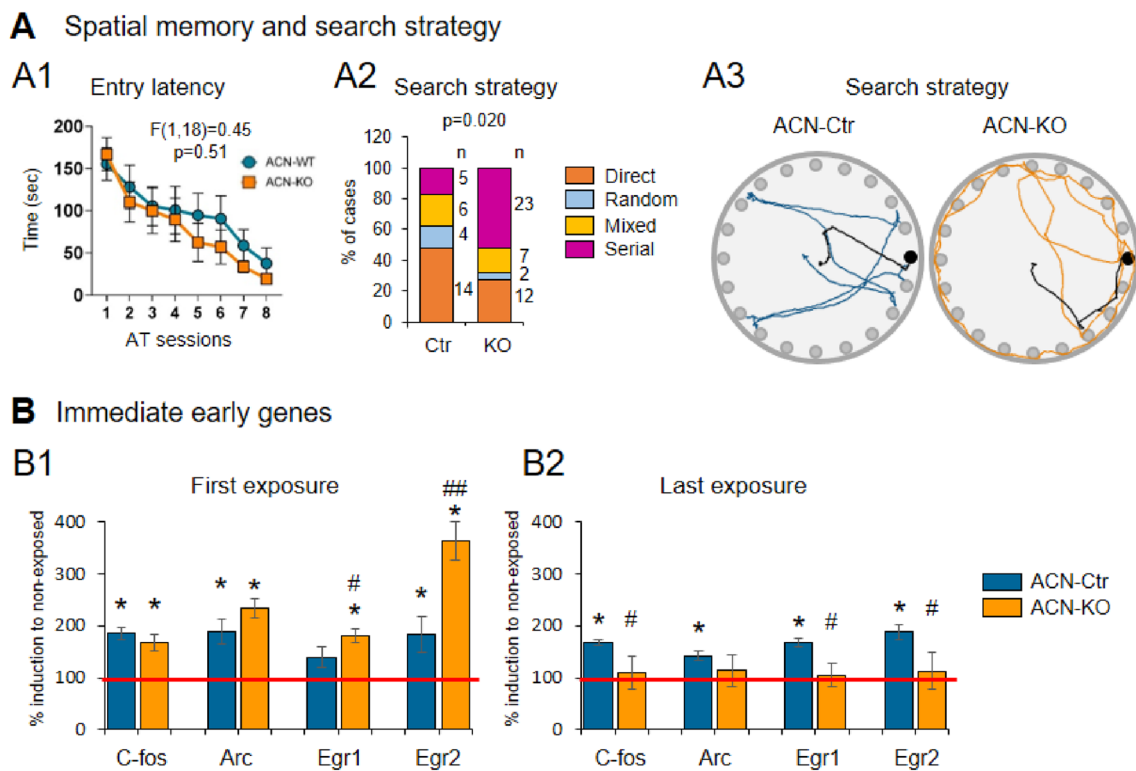 A Spatial memory and search strategy
A1
Entry latency
F(1,18)=0.45
p=0.51
ACN-WT
ACN-KO
Time (sec)
200
150
100
50
0
1 2 3 4 5 6 7 8
AT sessions
A2
Search strategy
p=0.020
n n
% of cases
120
100
80
60
40
20
0
5
6
4
14
23
7
2
12
Ctr KO
Direct
Random
Mixed
Serial
A3
Search strategy
ACN-Ctr ACN-KO
B Immediate early genes
B1
First exposure
% induction to non-exposed
400
300
200
100
0
* * * * # * * ## *
C-fos Arc Egr1 Egr2
B2
Last exposure
% induction to non-exposed
400
300
200
100
0
* # * * # * #
C-fos Arc Egr1 Egr2
ACN-Ctr
ACN-KO